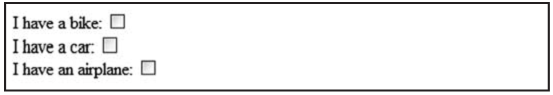 I have a bike:
I have a car:
I have an airplane: